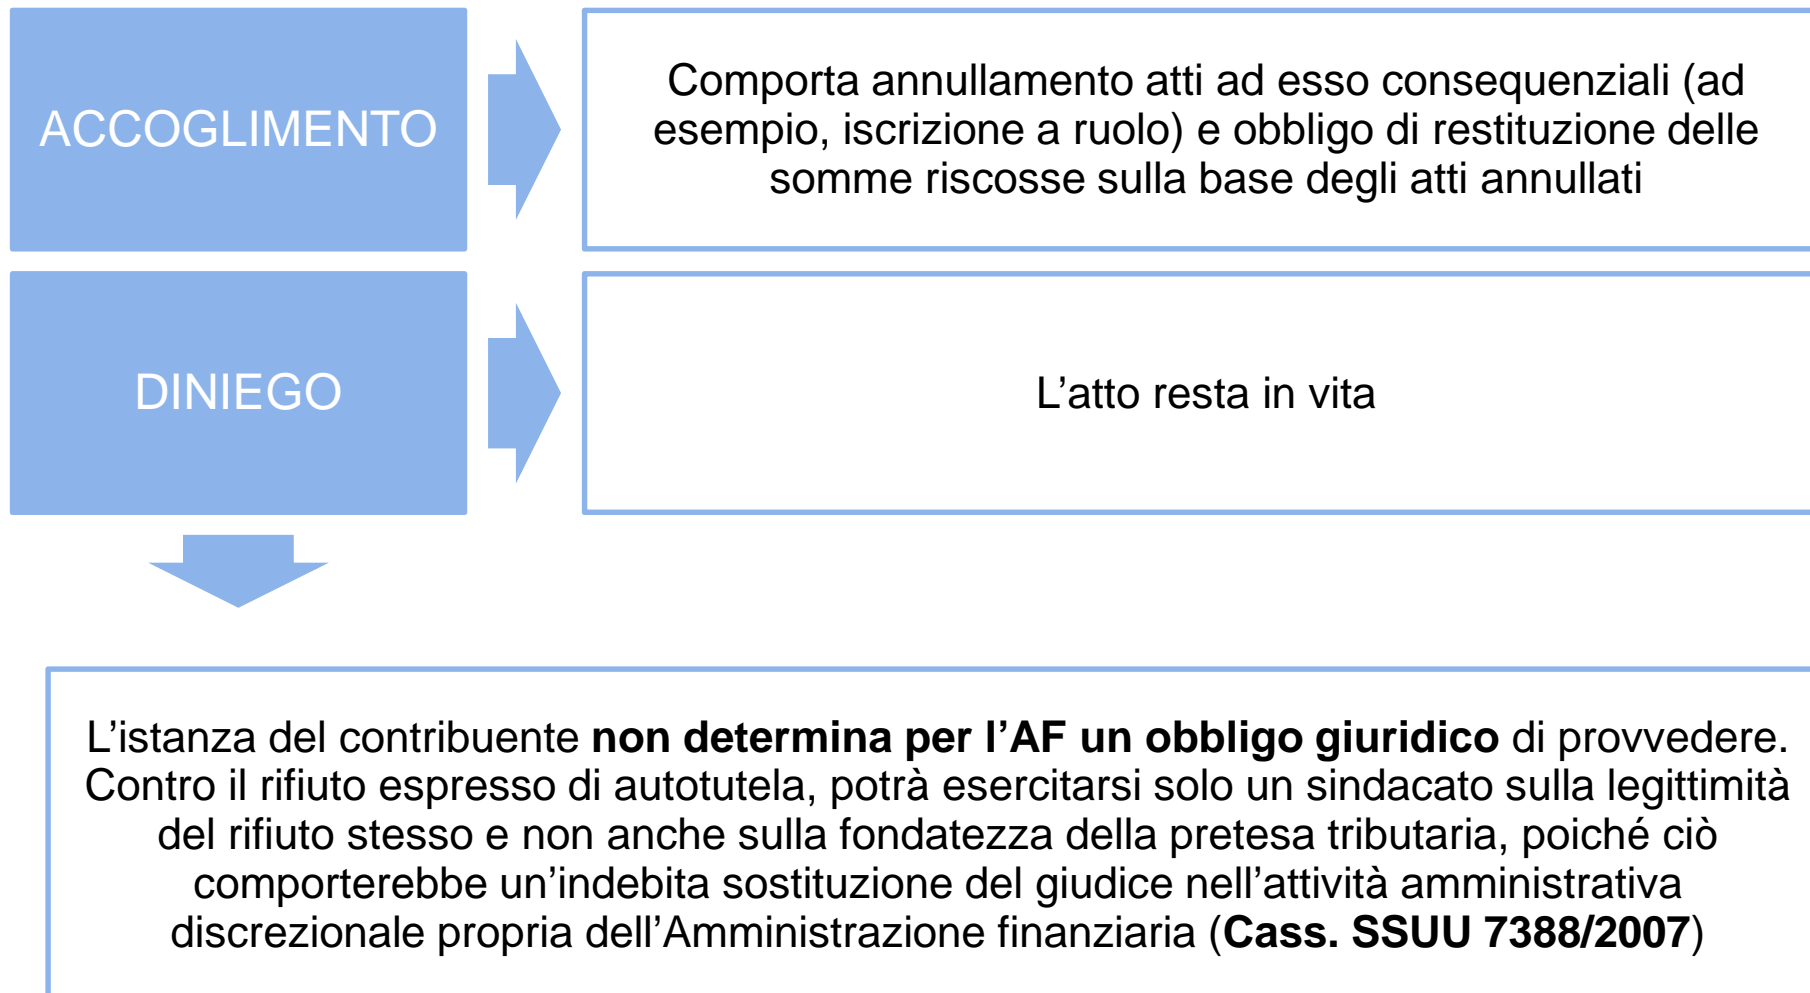 ACCOGLIMENTO
Comporta annullamento atti ad esso consequenziali (ad
esempio, iscrizione a ruolo) e obbligo di restituzione delle
somme riscosse sulla base degli atti annullati
DINIEGO
L’atto resta in vita
L’istanza del contribuente non determina per l’AF un obbligo giuridico di provvedere.
Contro il rifiuto espresso di autotutela, potrà esercitarsi solo un sindacato sulla legittimità
del rifiuto stesso e non anche sulla fondatezza della pretesa tributaria, poiché ciò
comporterebbe un’indebita sostituzione del giudice nell’attività amministrativa
discrezionale propria dell’Amministrazione finanziaria (Cass. SSUU 7388/2007)